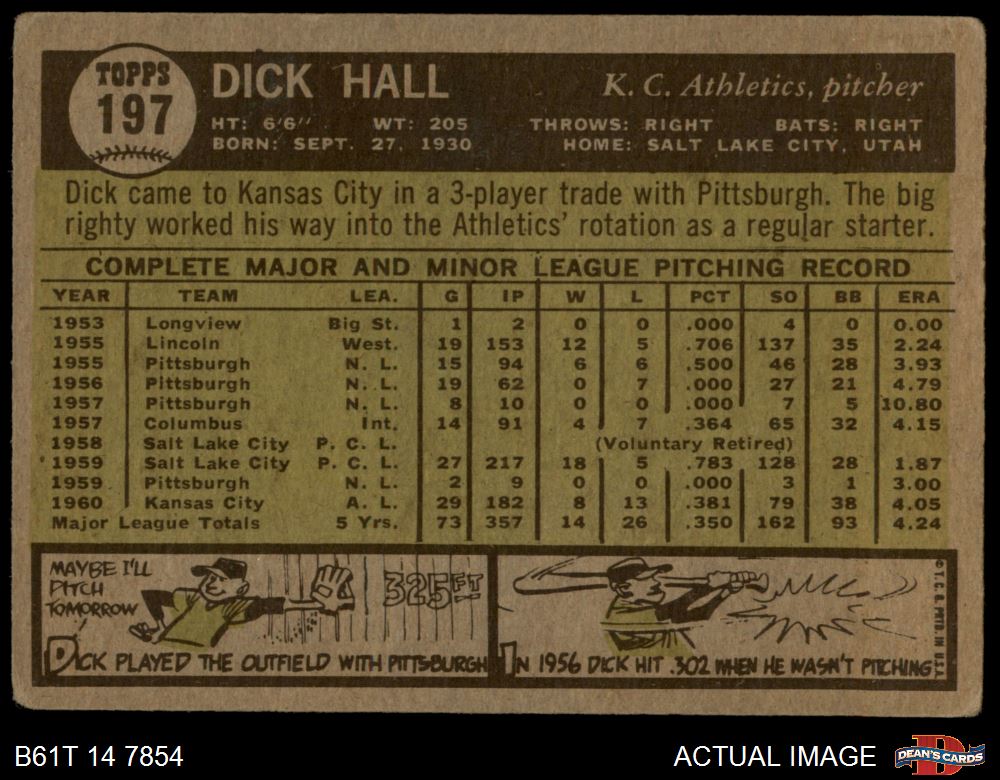 TOPPS
197
DICK HALL
K. C. Athletics, pitcher
HT: 6'6" WT: 205 THROWS: RIGHT BATS: RIGHT
BORN: SEPT. 27, 1930 HOME: SALT LAKE CITY, UTAH
Dick came to Kansas City in a 3-player trade with Pittsburgh. The big
righty worked his way into the Athletics' rotation as a regular starter.
COMPLETE MAJOR AND MINOR LEAGUE PITCHING RECORD
YEAR TEAM LEA. G IP W L PCT SO BB ERA
1953 Longview Big St. 1 2 0 0 .000 4 0 0.00
1955 Lincoln West. 19 153 12 5 .706 137 35 2.24
1955 Pittsburgh N. L. 15 94 6 6 .500 46 28 3.93
1956 Pittsburgh N. L. 19 62 0 7 .000 27 21 4.79
1957 Pittsburgh N. L. 8 10 0 0 .000 7 5 10.80
1957 Columbus Int. 14 91 4 7 .364 65 32 4.15
1958 Salt Lake City P. C. L. (Voluntary Retired)
1959 Salt Lake City P. C. L. 27 217 18 5 .783 128 28 1.87
1959 Pittsburgh N. L. 2 9 0 0 .000 3 1 3.00
1960 Kansas City A. L. 29 182 8 13 .381 79 38 4.05
Major League Totals 5 Yrs. 73 357 14 26 .350 162 93 4.24
MAYBE I'LL
PITCH
TOMORROW
325 FT
DICK PLAYED THE OUTFIELD WITH PITTSBURGH
IN 1956 DICK HIT .302 WHEN HE WASN'T PITCHING
© T. C. G. PRTD. IN U.S.A.
B61T 14 7854
ACTUAL IMAGE
DEAN'S CARDS